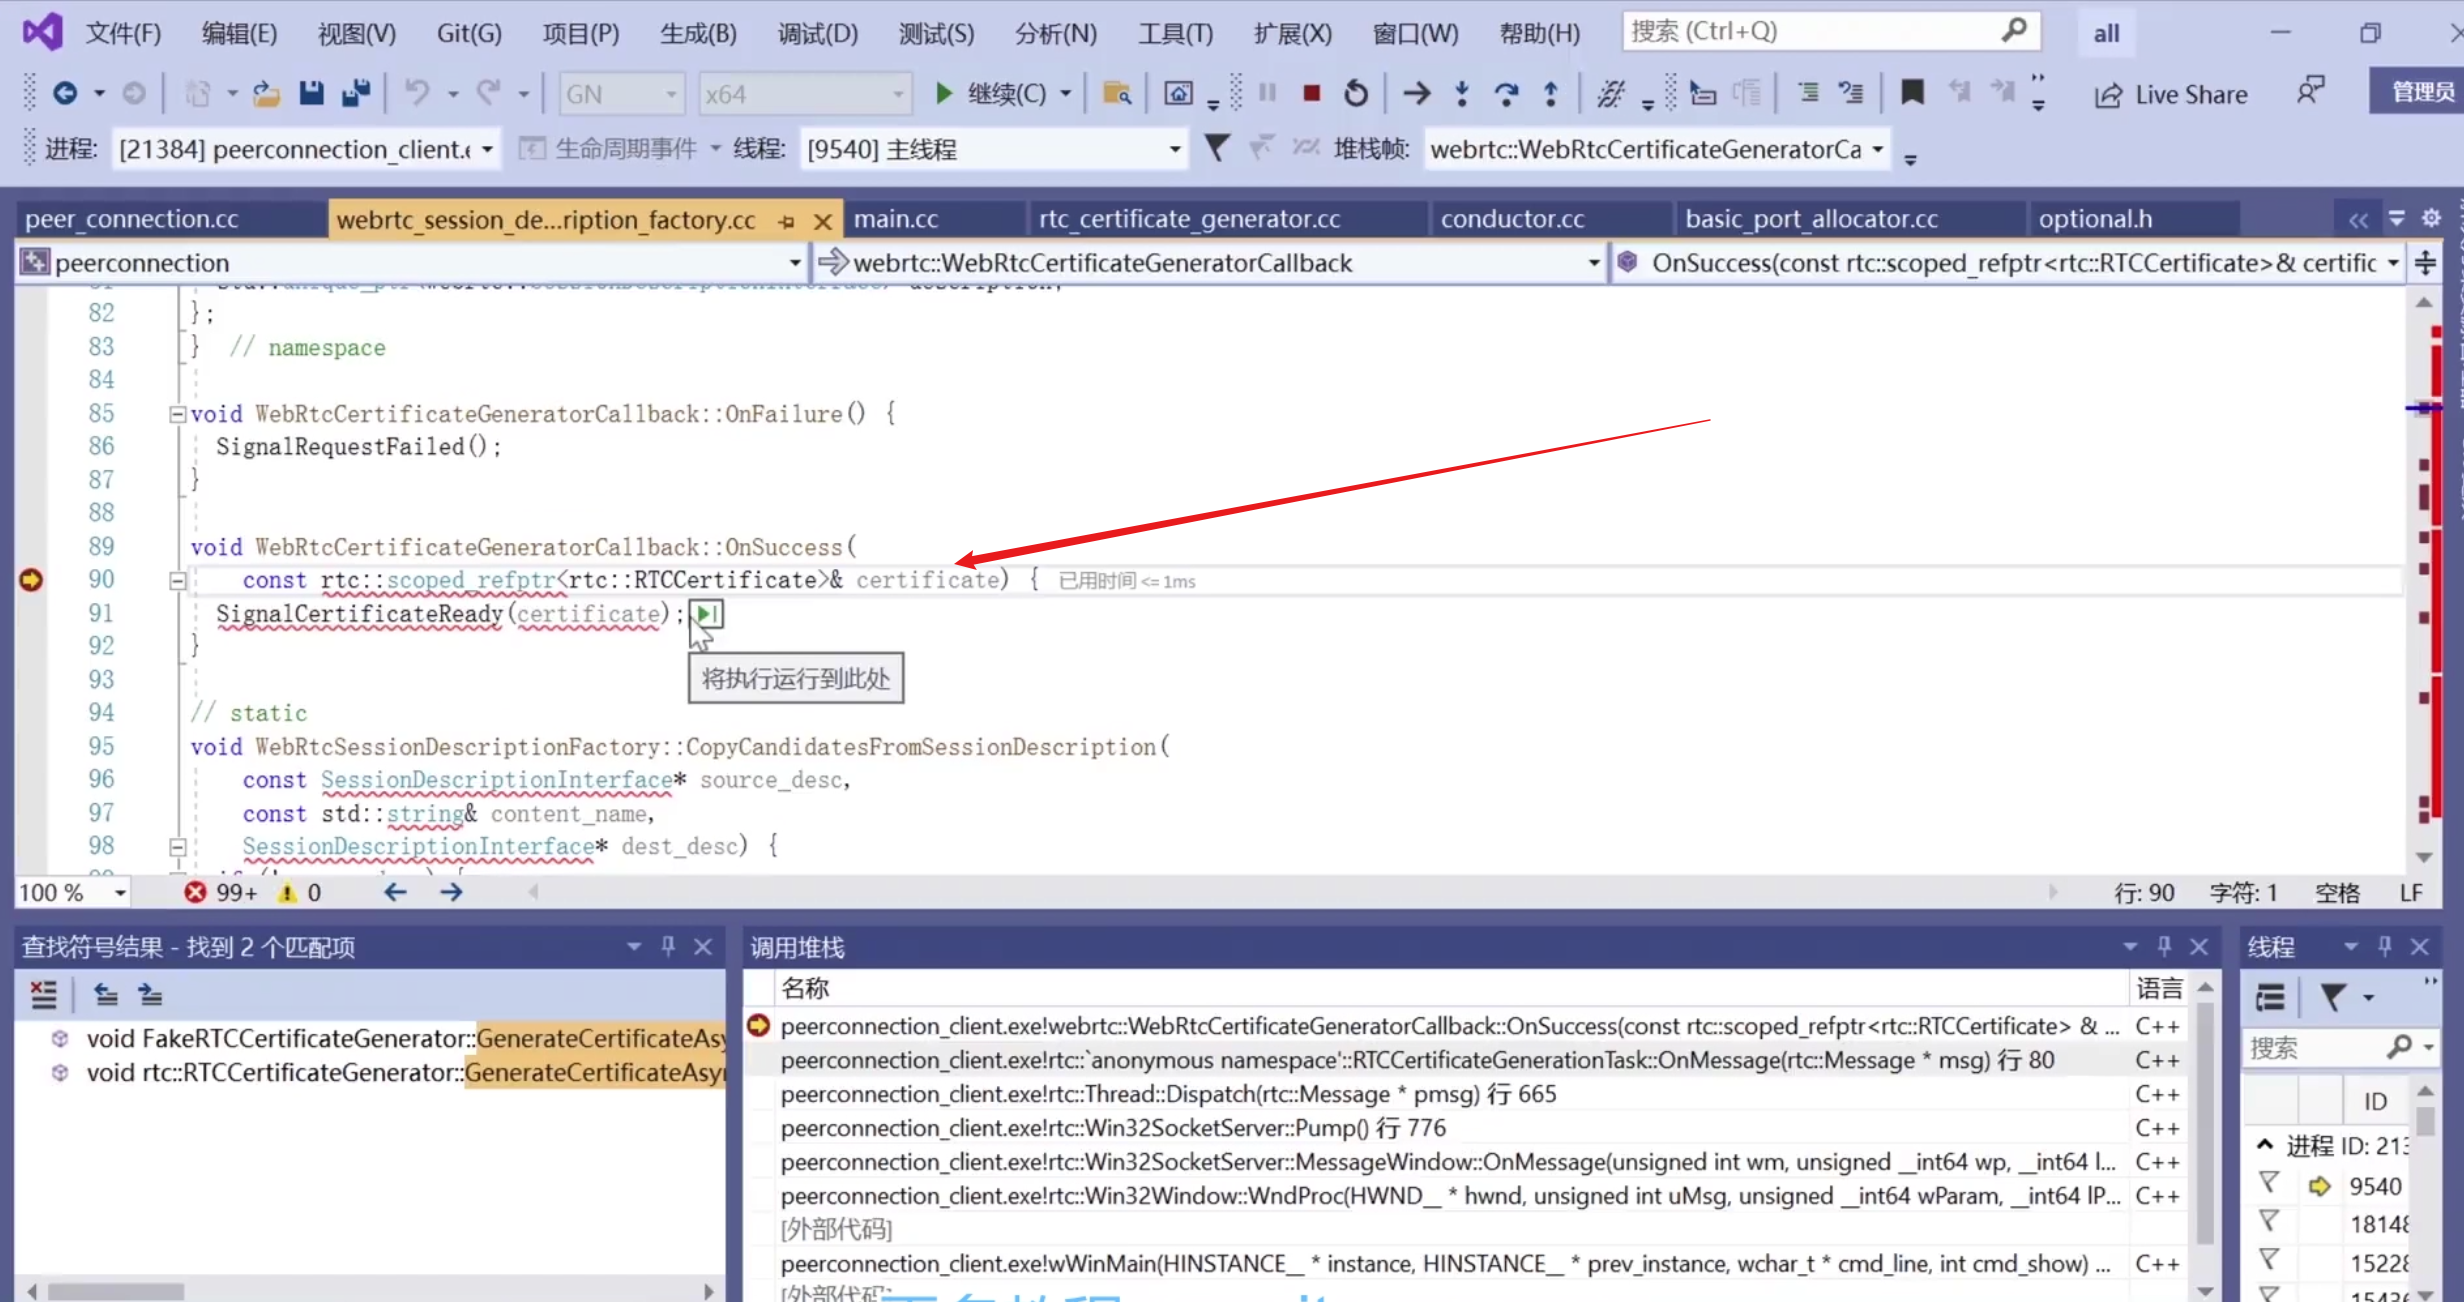 文件(F) 编辑(E) 视图(V) Git(G) 项目(P) 生成(B) 调试(D) 测试(S) 分析(N) 工具(T) 扩展(X) 窗口(W) 帮助(H) 搜索 (Ctrl+Q) all
GN x64 继续(C) Live Share 管理员
进程: [21384] peerconnection_client.e 生命周期事件 线程: [9540] 主线程 堆栈帧: webrtc::WebRtcCertificateGeneratorCa
peer_connection.cc webrtc_session_de...ription_factory.cc main.cc rtc_certificate_generator.cc conductor.cc basic_port_allocator.cc optional.h
peerconnection webrtc::WebRtcCertificateGeneratorCallback OnSuccess(const rtc::scoped_refptr<rtc::RTCCertificate>& certific
82 };
83 } // namespace
84
85 void WebRtcCertificateGeneratorCallback::OnFailure() {
86 SignalRequestFailed();
87 }
88
89 void WebRtcCertificateGeneratorCallback::OnSuccess(
90 const rtc::scoped_refptr<rtc::RTCCertificate>& certificate) { 已用时间 <= 1ms
91 SignalCertificateReady(certificate);
92 }
将执行运行到此处
93
94 // static
95 void WebRtcSessionDescriptionFactory::CopyCandidatesFromSessionDescription(
96 const SessionDescriptionInterface* source_desc,
97 const std::string& content_name,
98 SessionDescriptionInterface* dest_desc) {
100 % 99+ 0 行: 90 字符: 1 空格 LF
查找符号结果 - 找到 2 个匹配项
void FakeRTCCertificateGenerator::GenerateCertificateAsy
void rtc::RTCCertificateGenerator::GenerateCertificateAsy
调用堆栈
名称 语言
peerconnection_client.exe!webrtc::WebRtcCertificateGeneratorCallback::OnSuccess(const rtc::scoped_refptr<rtc::RTCCertificate> & ... C++
peerconnection_client.exe!rtc::`anonymous namespace'::RTCCertificateGenerationTask::OnMessage(rtc::Message * msg) 行 80 C++
peerconnection_client.exe!rtc::Thread::Dispatch(rtc::Message * pmsg) 行 665 C++
peerconnection_client.exe!rtc::Win32SocketServer::Pump() 行 776 C++
peerconnection_client.exe!rtc::Win32SocketServer::MessageWindow::OnMessage(unsigned int wm, unsigned __int64 wp, __int64 l... C++
peerconnection_client.exe!rtc::Win32Window::WndProc(HWND__ * hwnd, unsigned int uMsg, unsigned __int64 wParam, __int64 lP... C++
[外部代码]
peerconnection_client.exe!wWinMain(HINSTANCE__ * instance, HINSTANCE__ * prev_instance, wchar_t * cmd_line, int cmd_show) ... C++
线程
搜索
ID
进程 ID: 213
9540
18148
15228